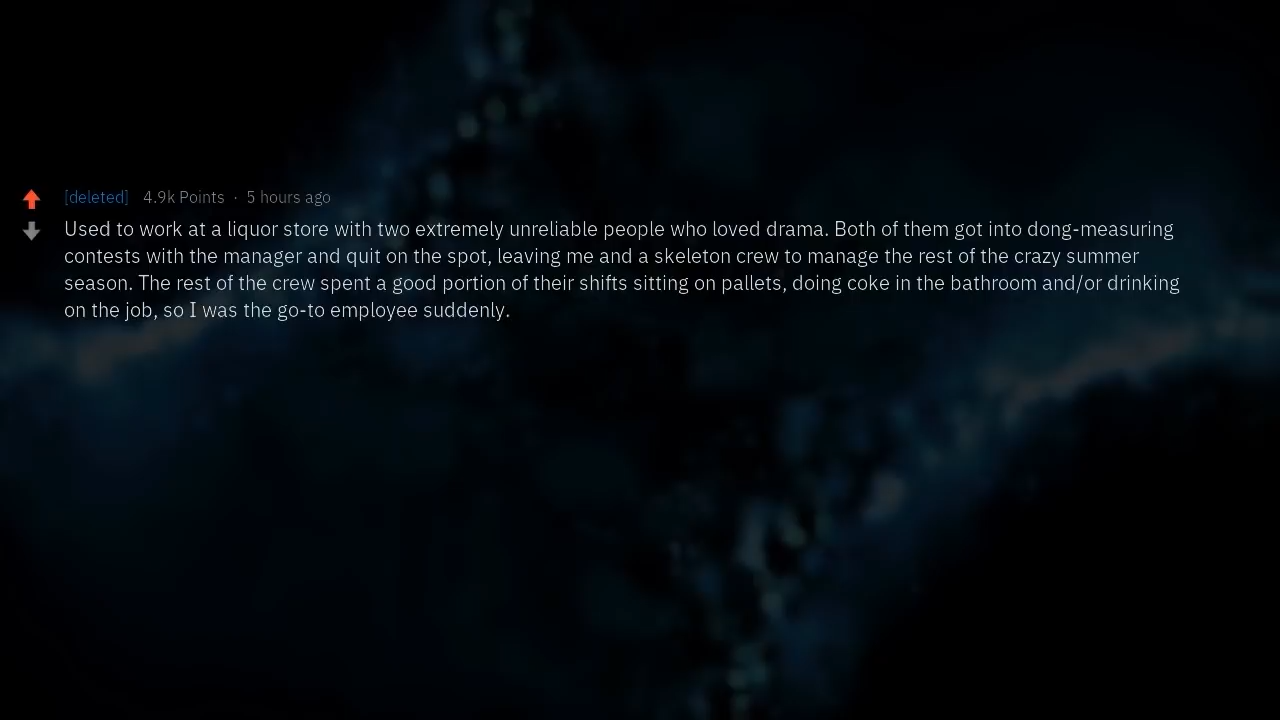 [deleted] 4.9k Points · 5 hours ago
Used to work at a liquor store with two extremely unreliable people who loved drama. Both of them got into dong-measuring
contests with the manager and quit on the spot, leaving me and a skeleton crew to manage the rest of the crazy summer
season. The rest of the crew spent a good portion of their shifts sitting on pallets, doing coke in the bathroom and/or drinking
on the job, so I was the go-to employee suddenly.